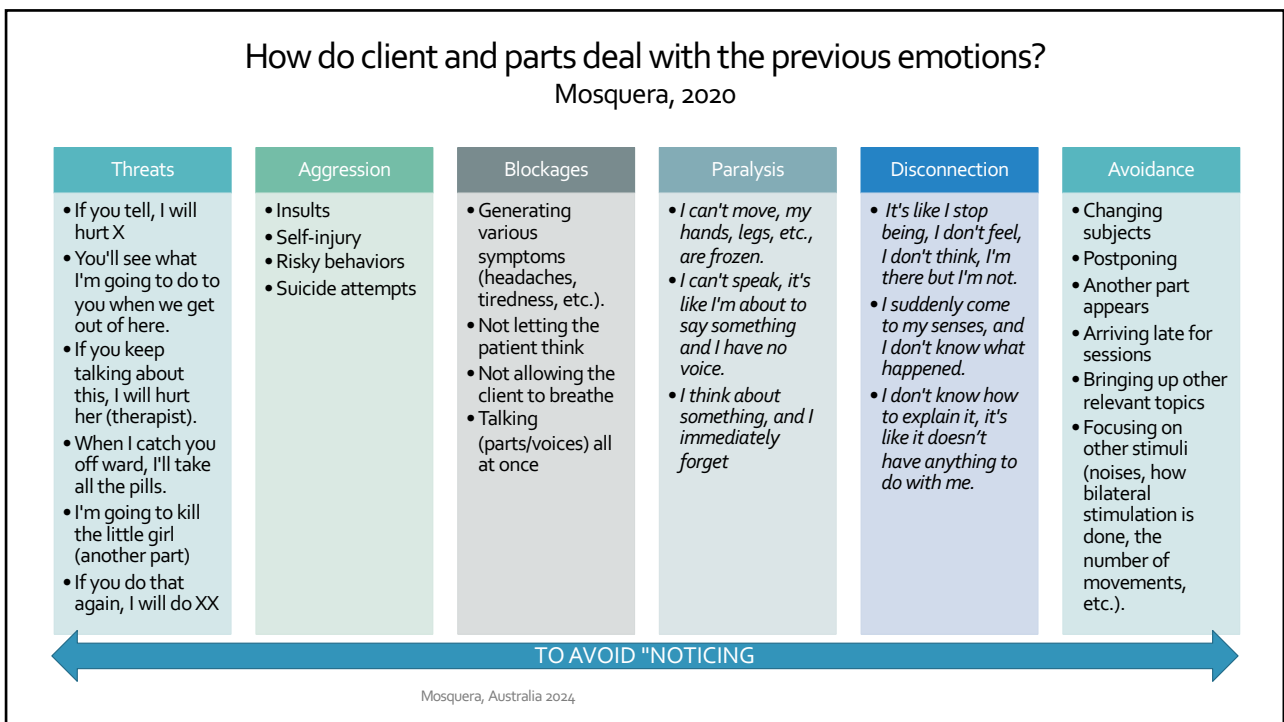 How do client and parts deal with the previous emotions?
Mosquera, 2020
Threats
• If you tell, I will
hurt X
• You'll see what
I'm going to do to
you when we get
out of here.
• If you keep
talking about
this, I will hurt
her (therapist).
• When I catch you
off ward, I'll take
all the pills.
• I'm going to kill
the little girl
(another part)
• If you do that
again, I will do XX
Aggression
• Insults
• Self-injury
• Risky behaviors
• Suicide attempts
Blockages
• Generating
various
symptoms
(headaches,
tiredness, etc.).
• Not letting the
patient think
• Not allowing the
client to breathe
• Talking
(parts/voices) all
at once
Paralysis
• I can't move, my
hands, legs, etc.,
are frozen.
• I can't speak, it's
like I'm about to
say something
and I have no
voice.
• I think about
something, and I
immediately
forget
Disconnection
• It's like I stop
being, I don't feel,
I don't think, I'm
there but I'm not.
• I suddenly come
to my senses, and
I don't know what
happened.
• I don't know how
to explain it, it's
like it doesn’t
have anything to
do with me.
Avoidance
• Changing
subjects
• Postponing
• Another part
appears
• Arriving late for
sessions
• Bringing up other
relevant topics
• Focusing on
other stimuli
(noises, how
bilateral
stimulation is
done, the
number of
movements,
etc.).
TO AVOID "NOTICING
Mosquera, Australia 2024